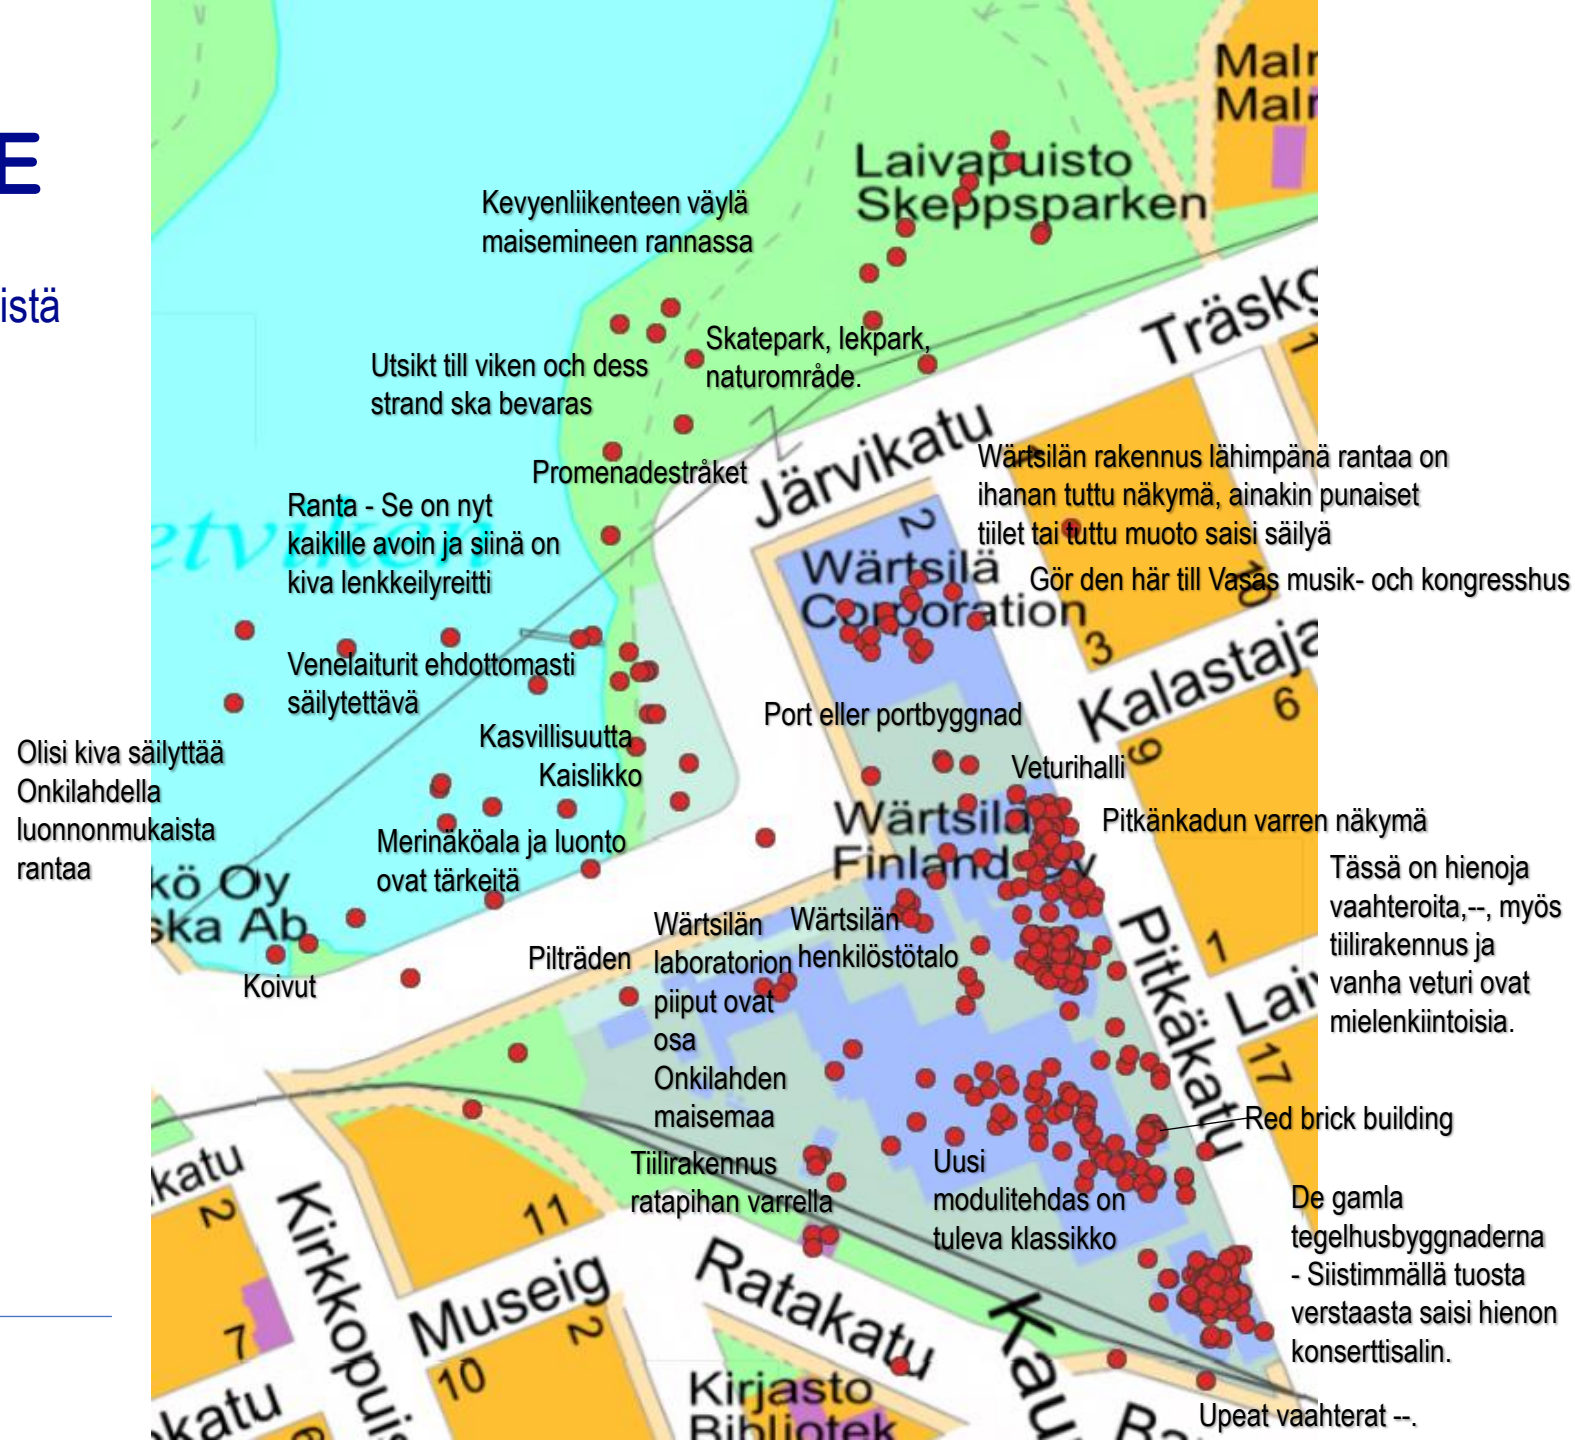 E
istä
Malr
Malr
Laivapuisto
Skeppsparken
Kevyenliikenteen väylä
maisemineen rannassa
Träskg
Skatepark, lekpark,
naturområde.
Utsikt till viken och dess
strand ska bevaras
Järvikatu
Promenadestråket
Wärtsilän rakennus lähimpänä rantaa on
ihanan tuttu näkymä, ainakin punaiset
tiilet tai tuttu muoto saisi säilyä
Gör den här till Vasas musik- och kongresshus
Ranta - Se on nyt
kaikille avoin ja siinä on
kiva lenkkeilyreitti
etviken
2
Wärtsilä
Corporation
10
3
Kalastaja
6
9
Venelaiturit ehdottomasti
säilytettävä
Port eller portbyggnad
Kasvillisuutta
Kaislikko
Olisi kiva säilyttää
Onkilahdella
luonnonmukaista
rantaa
Veturihalli
Wärtsilä
Finland Oy
Pitkänkadun varren näkymä
Merinäköala ja luonto
ovat tärkeitä
Tässä on hienoja
vaahteroita,--, myös
tiilirakennus ja
vanha veturi ovat
mielenkiintoisia.
kö Oy
ska Ab
Koivut
Pilträden
Wärtsilän
laboratorion
piiput ovat
osa
Onkilahden
maisemaa
Wärtsilän
henkilöstötalo
Pitkäkatu
1
Lai
17
Red brick building
Tiilirakennus
ratapihan varrella
Uusi
modulitehdas on
tuleva klassikko
De gamla
tegelhusbyggnaderna
- Siistimmällä tuosta
verstaasta saisi hienon
konserttisalin.
katu
2
7
Kirkkopuis
11
Museig
2
10
Ratakatu
Kirjasto
Bibliotek
Kau
katu
6
Ba
Upeat vaahterat --.